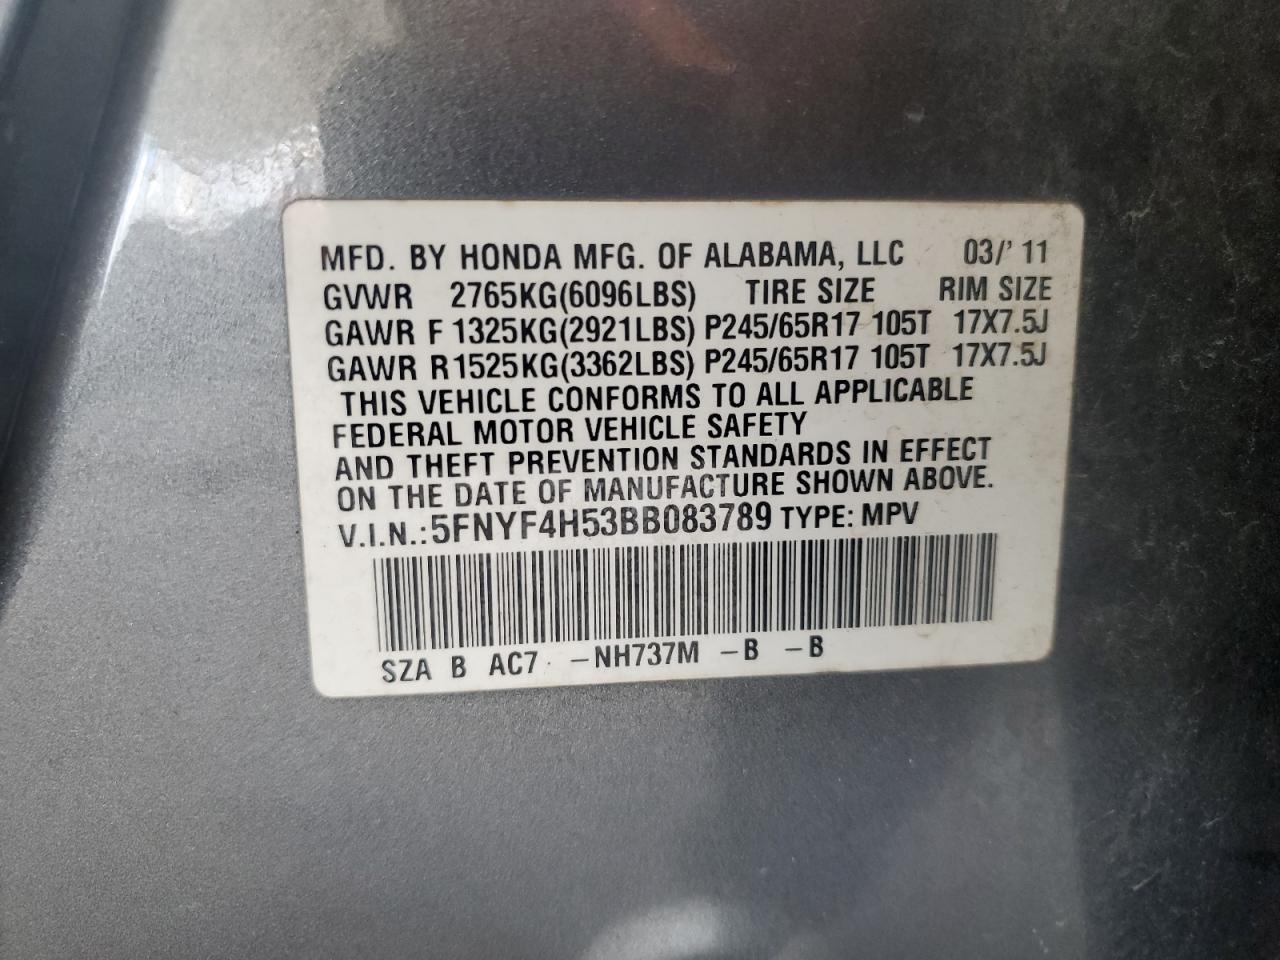 MFD. BY HONDA MFG. OF ALABAMA, LLC 03/'11
GVWR 2765KG(6096LBS) TIRE SIZE RIM SIZE
GAWR F 1325KG(2921LBS) P245/65R17 105T 17X7.5J
GAWR R 1525KG(3362LBS) P245/65R17 105T 17X7.5J
THIS VEHICLE CONFORMS TO ALL APPLICABLE
FEDERAL MOTOR VEHICLE SAFETY
AND THEFT PREVENTION STANDARDS IN EFFECT
ON THE DATE OF MANUFACTURE SHOWN ABOVE.
V.I.N.: 5FNYF4H53BB083789 TYPE: MPV
SZA B AC7 -NH737M -B -B